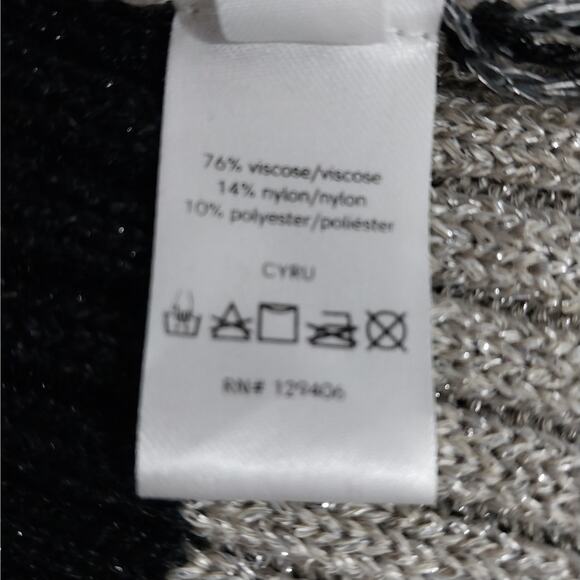 76% viscose/viscose
14% nylon/nylon
10% polyester/poliéster
CYRU
RN# 129406